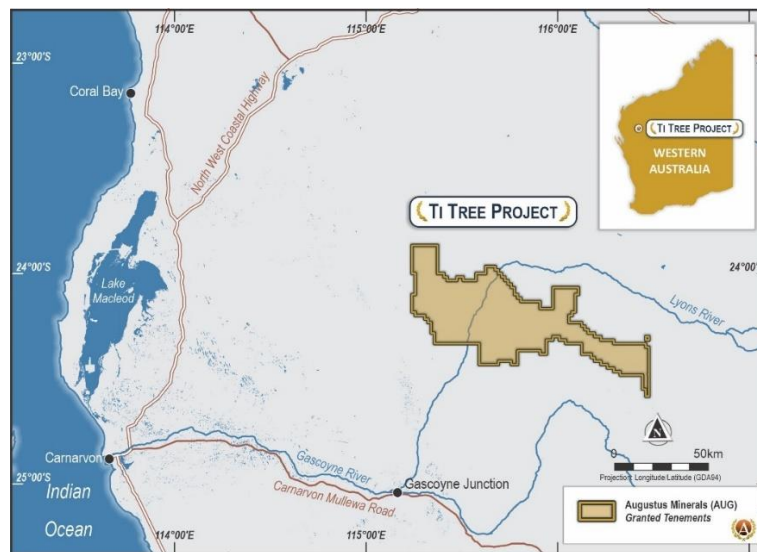 114°00'E
115°00'E
116°00'E
23°00'S
Coral Bay
North West Coastal Highway
TI TREE PROJECT
WESTERN
AUSTRALIA
TI TREE PROJECT
24°00'S
24°00'S
Lake
Macleod
Lyons River
Carnarvon
Gascoyne River
Gascoyne Junction
Carnarvon Mullewa Road
25°00'S
Indian
Ocean
N
0
50km
Projection: Longitude/Latitude (GDA94)
Augustus Minerals (AUG)
Granted Tenements
A
114°00'E
115°00'E